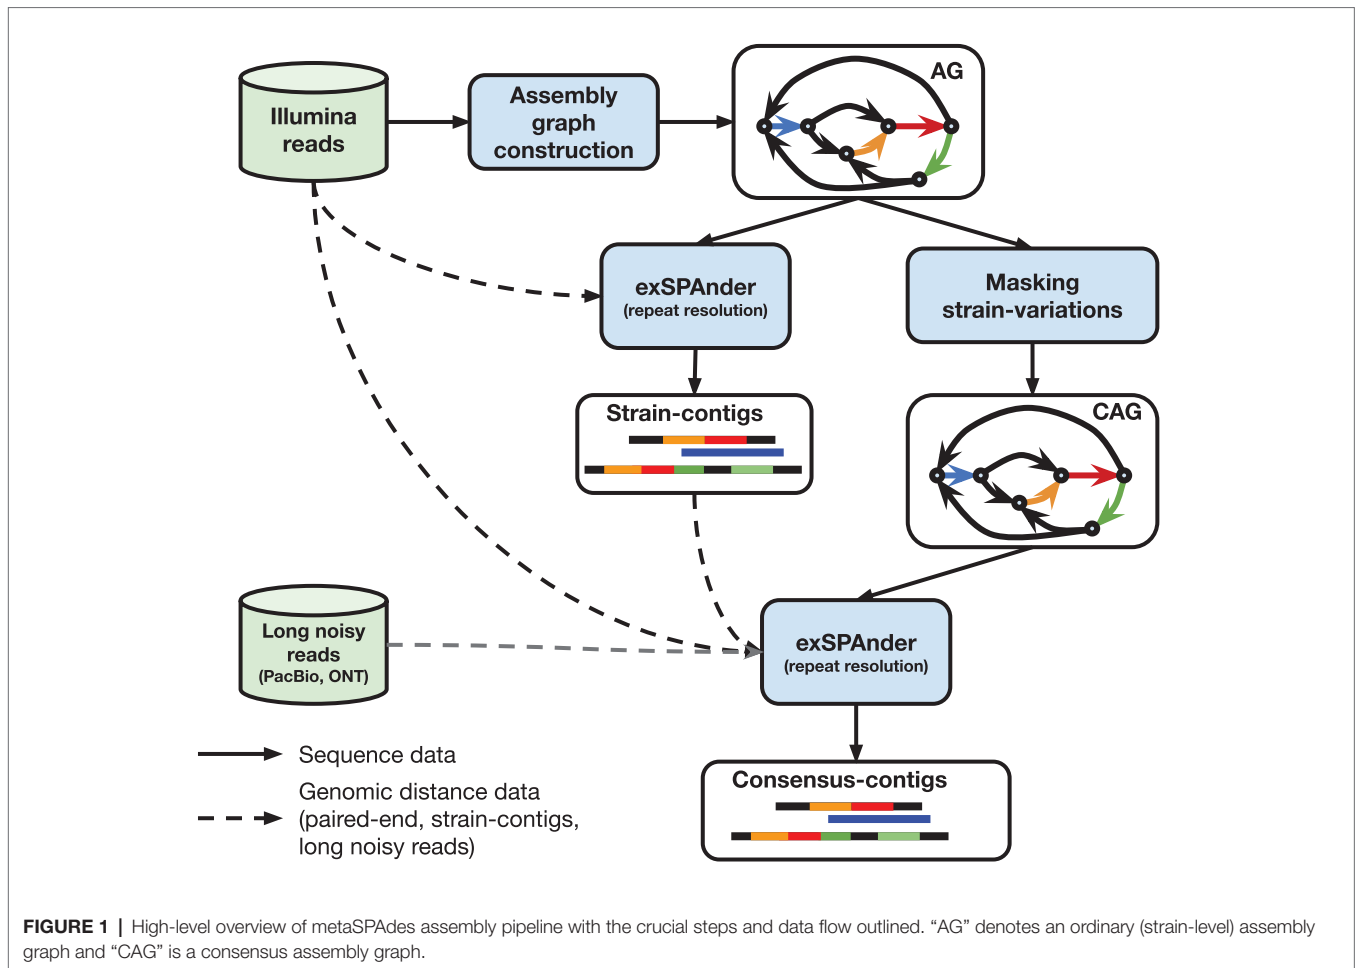 Illumina
reads
Assembly
graph
construction
AG
exSPAnder
(repeat resolution)
Masking
strain-variations
Strain-contigs
CAG
Long noisy
reads
(PacBio, ONT)
exSPAnder
(repeat resolution)
Sequence data
Genomic distance data
(paired-end, strain-contigs,
long noisy reads)
Consensus-contigs
FIGURE 1 | High-level overview of metaSPAdes assembly pipeline with the crucial steps and data flow outlined. “AG” denotes an ordinary (strain-level) assembly
graph and “CAG” is a consensus assembly graph.